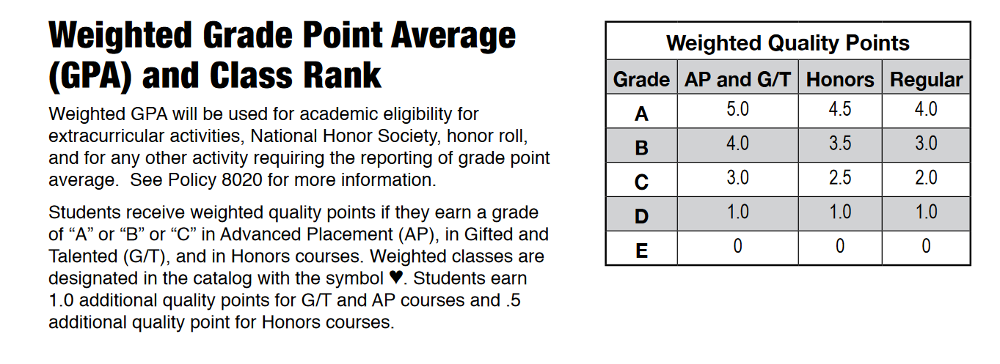 Weighted Grade Point Average
(GPA) and Class Rank
Weighted GPA will be used for academic eligibility for
extracurricular activities, National Honor Society, honor roll,
and for any other activity requiring the reporting of grade point
average.  See Policy 8020 for more information.
Students receive weighted quality points if they earn a grade
of “A” or “B” or “C” in Advanced Placement (AP), in Gifted and
Talented (G/T), and in Honors courses. Weighted classes are
designated in the catalog with the symbol ♥. Students earn
1.0 additional quality points for G/T and AP courses and .5
additional quality point for Honors courses.
Weighted Quality Points
Grade AP and G/T Honors Regular
A 5.0 4.5 4.0
B 4.0 3.5 3.0
C 3.0 2.5 2.0
D 1.0 1.0 1.0
E 0 0 0